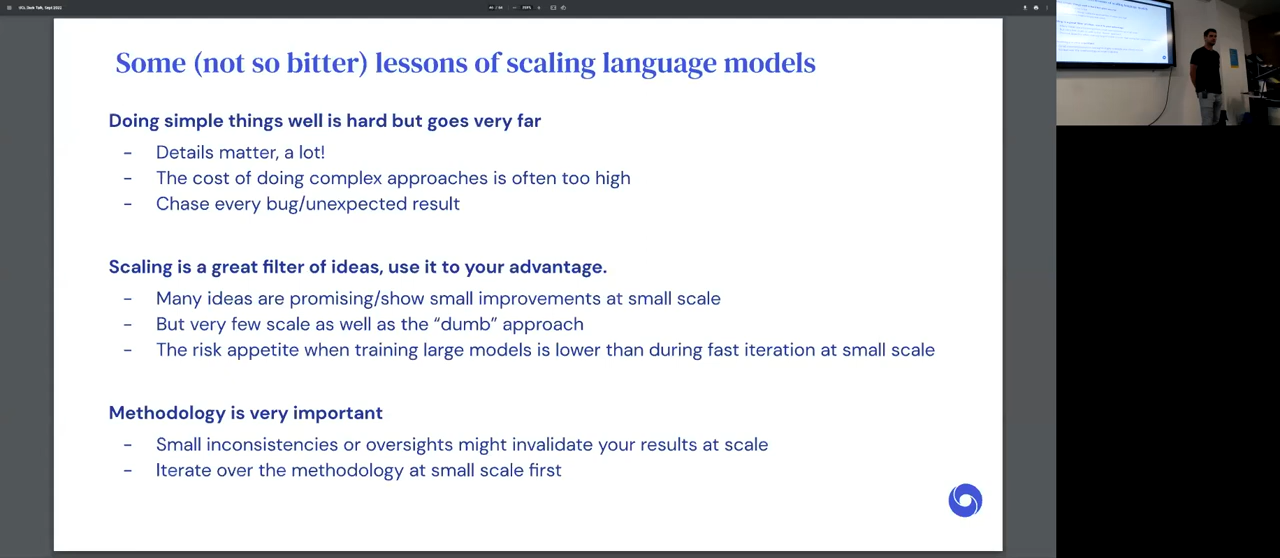 UCL Deek Talk, Sept 2022
Some (not so bitter) lessons of scaling language models
Doing simple things well is hard but goes very far
- Details matter, a lot!
- The cost of doing complex approaches is often too high
- Chase every bug/unexpected result
Scaling is a great filter of ideas, use it to your advantage.
- Many ideas are promising/show small improvements at small scale
- But very few scale as well as the “dumb” approach
- The risk appetite when training large models is lower than during fast iteration at small scale
Methodology is very important
- Small inconsistencies or oversights might invalidate your results at scale
- Iterate over the methodology at small scale first